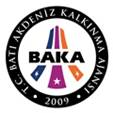 T.C. BATI AKDENİZ KALKINMA AJANSI
BAKA
2009